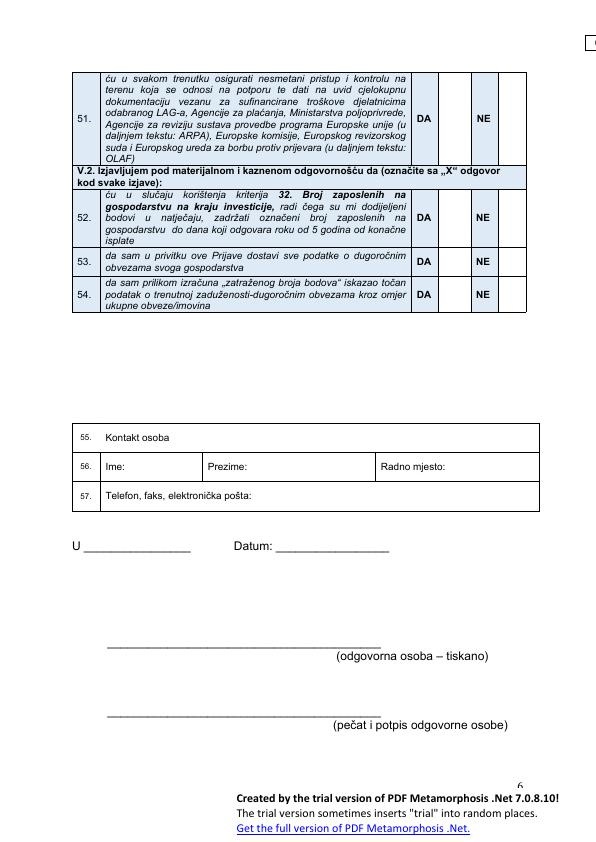 ću u svakom trenutku osigurati nesmetani pristup i kontrolu na
terenu koja se odnosi na potporu te dati na uvid cjelokupnu
dokumentaciju vezanu za sufinancirane troškove djelatnicima
51. odabranog LAG-a, Agencije za plaćanja, Ministarstva poljoprivrede, DA NE
Agencije za reviziju sustava provedbe programa Europske unije (u
daljnjem tekstu: ARPA), Europske komisije, Europskog revizorskog
suda i Europskog ureda za borbu protiv prijevara (u daljnjem tekstu:
OLAF)
V.2. Izjavljujem pod materijalnom i kaznenom odgovornošću da (označite sa „X“ odgovor
kod svake izjave):
ću u slučaju korištenja kriterija 32. Broj zaposlenih na
gospodarstvu na kraju investicije, radi čega su mi dodijeljeni
52. bodovi u natječaju, zadržati označeni broj zaposlenih na DA NE
gospodarstvu do dana koji odgovara roku od 5 godina od konačne
isplate
53. da sam u privitku ove Prijave dostavi sve podatke o dugoročnim DA NE
obvezama svoga gospodarstva
da sam prilikom izračuna „zatraženog broja bodova“ iskazao točan
54. podatak o trenutnoj zaduženosti-dugoročnim obvezama kroz omjer DA NE
ukupne obveze/imovina
55. Kontakt osoba
56. Ime: Prezime: Radno mjesto:
57. Telefon, faks, elektronička pošta:
U ________________ Datum: _________________
_________________________________________
(odgovorna osoba – tiskano)
_________________________________________
(pečat i potpis odgovorne osobe)
6
Created by the trial version of PDF Metamorphosis .Net 7.0.8.10!
The trial version sometimes inserts "trial" into random places.
Get the full version of PDF Metamorphosis .Net.